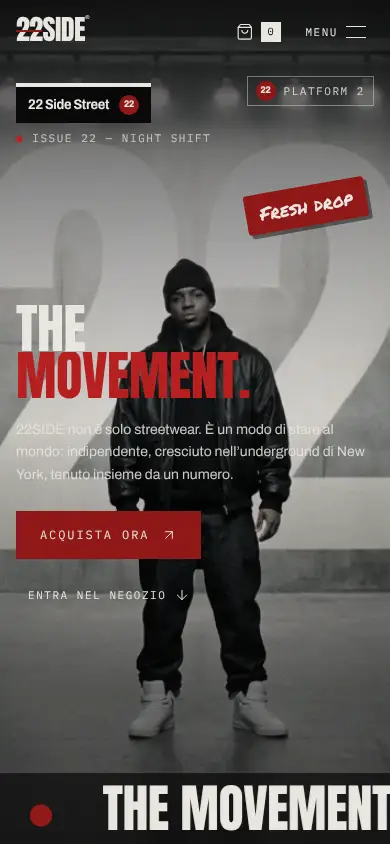 22SIDE®
0
MENU
22 Side Street 22
22 PLATFORM 2
ISSUE 22 — NIGHT SHIFT
22
FRESH DROP
THE
MOVEMENT.
22SIDE non è solo streetwear. È un modo di stare al
mondo: indipendente, cresciuto nell'underground di New
York, tenuto insieme da un numero.
ACQUISTA ORA
ENTRA NEL NEGOZIO
THE MOVEMENT